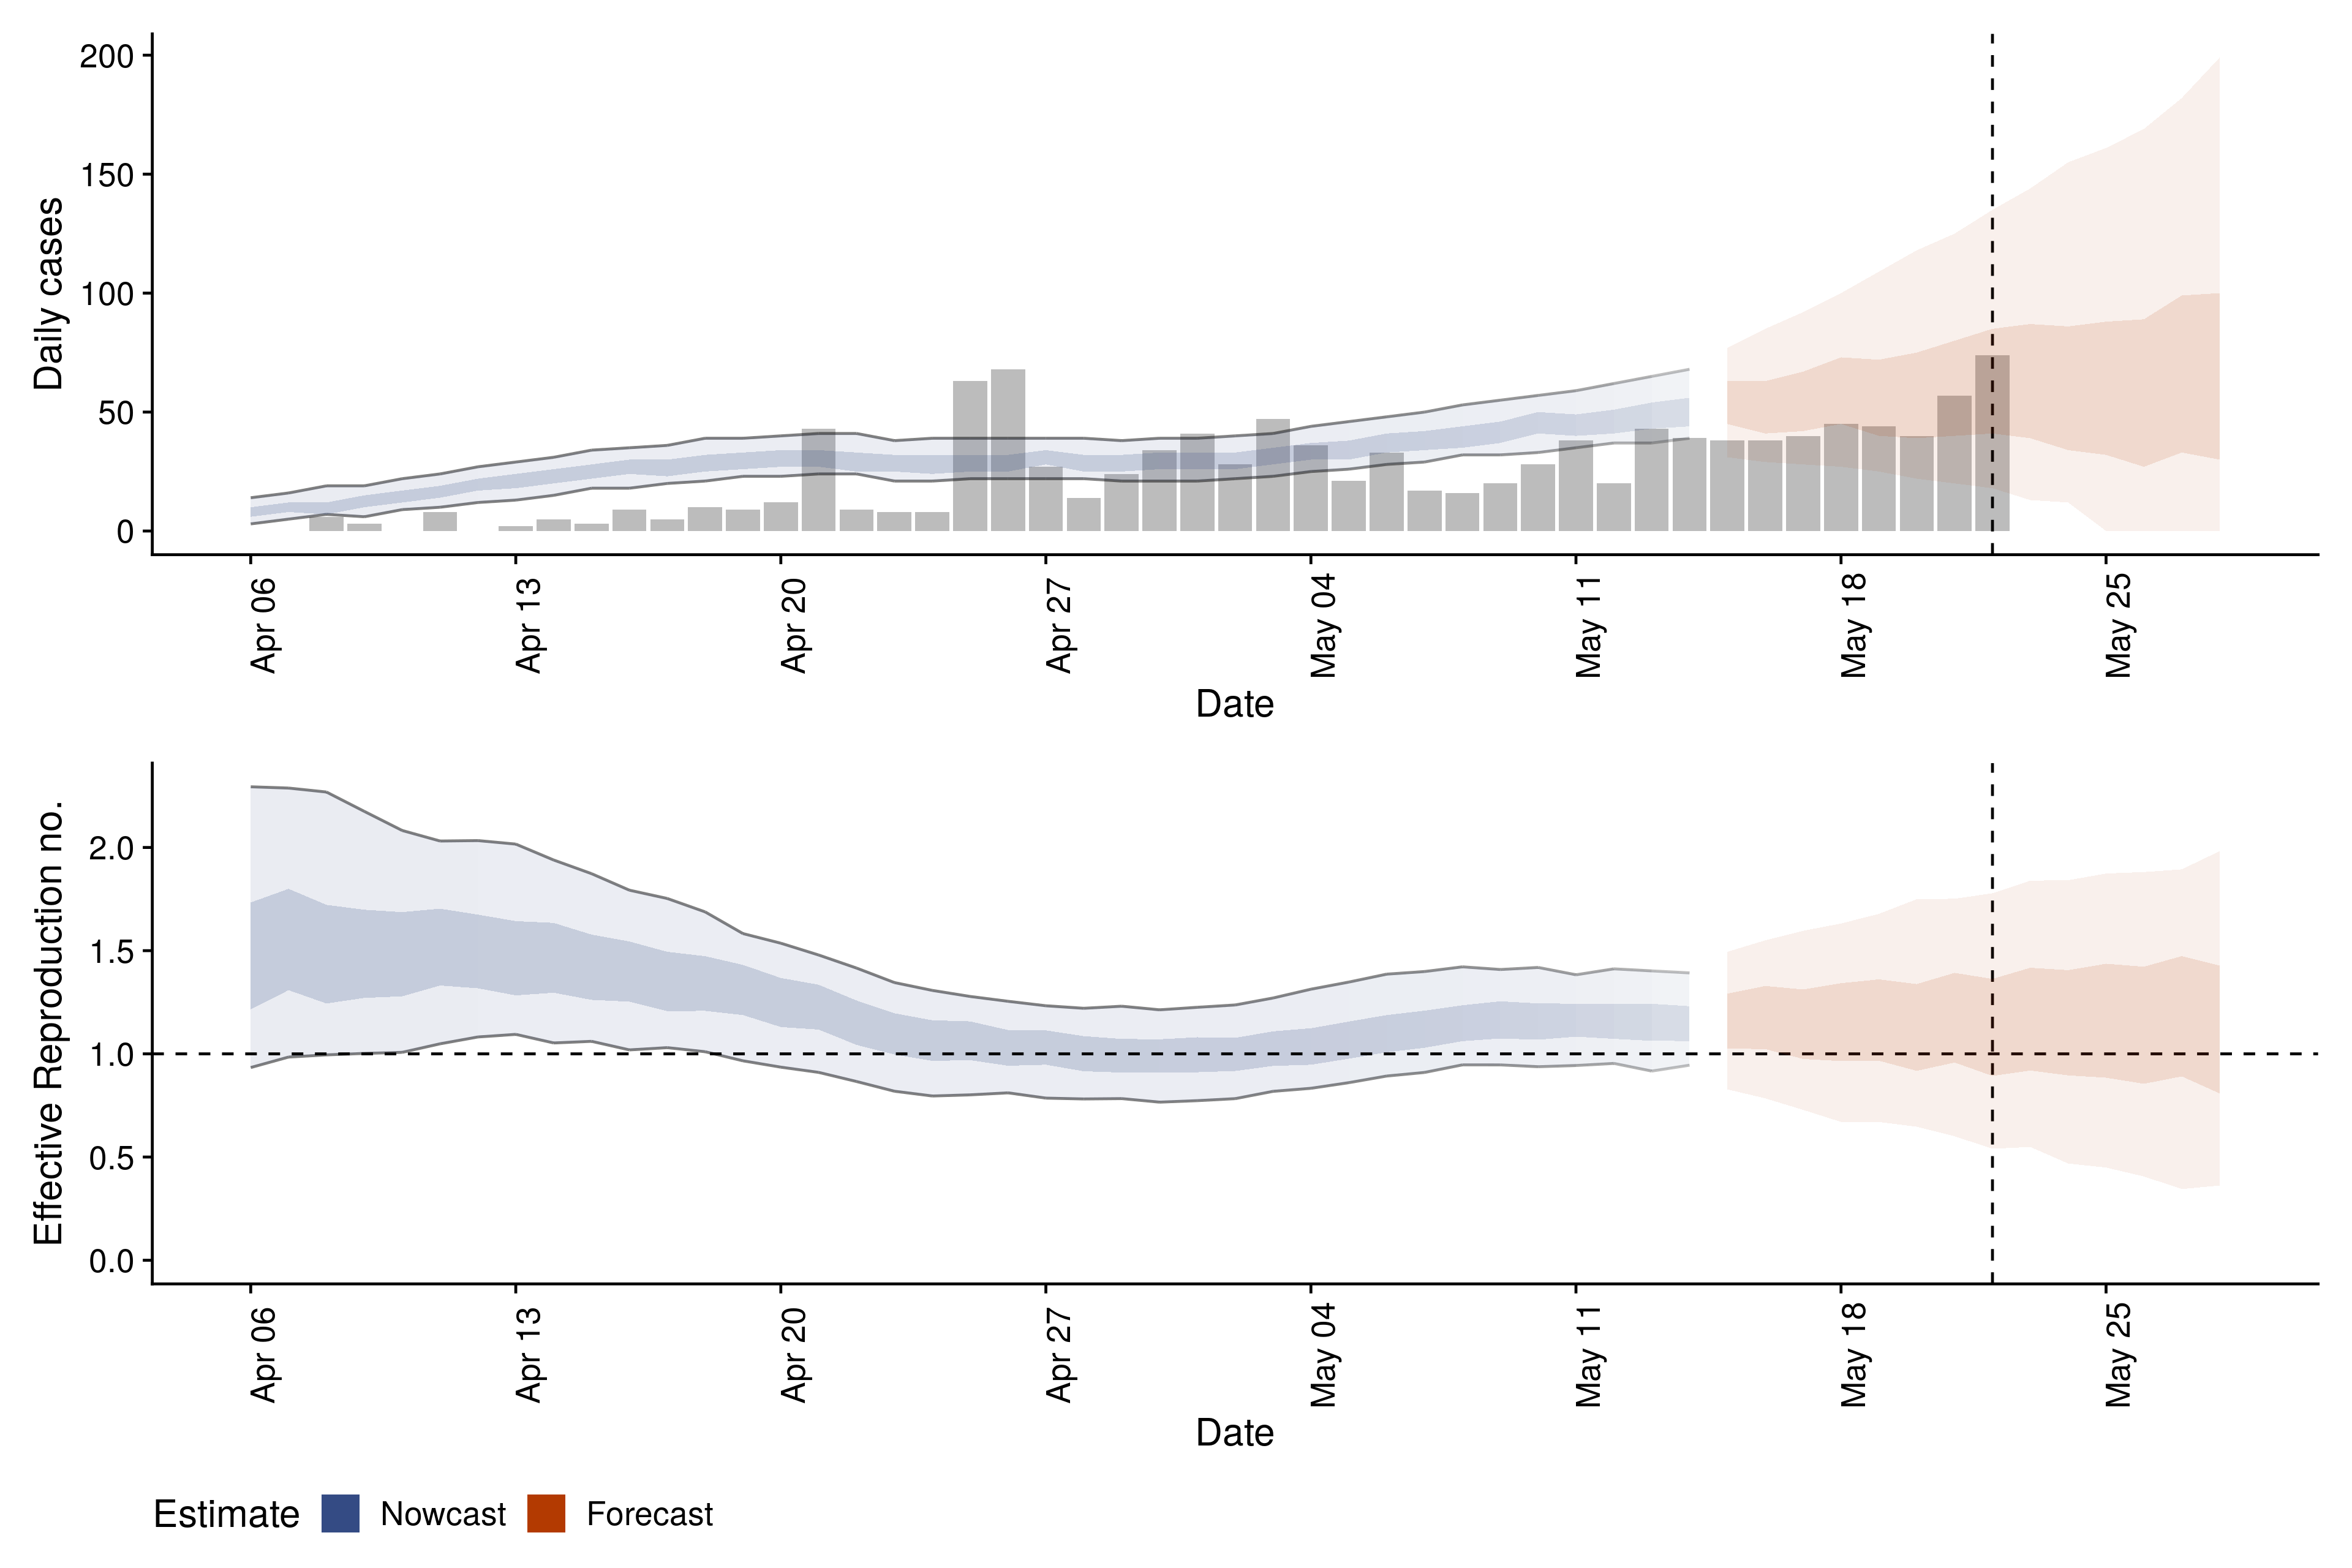 Daily cases
200
150
100
50
0
Apr 06
Apr 13
Apr 20
Apr 27
May 04
May 11
May 18
May 25
Date
Effective Reproduction no.
2.0
1.5
1.0
0.5
0.0
Apr 06
Apr 13
Apr 20
Apr 27
May 04
May 11
May 18
May 25
Date
Estimate Nowcast Forecast